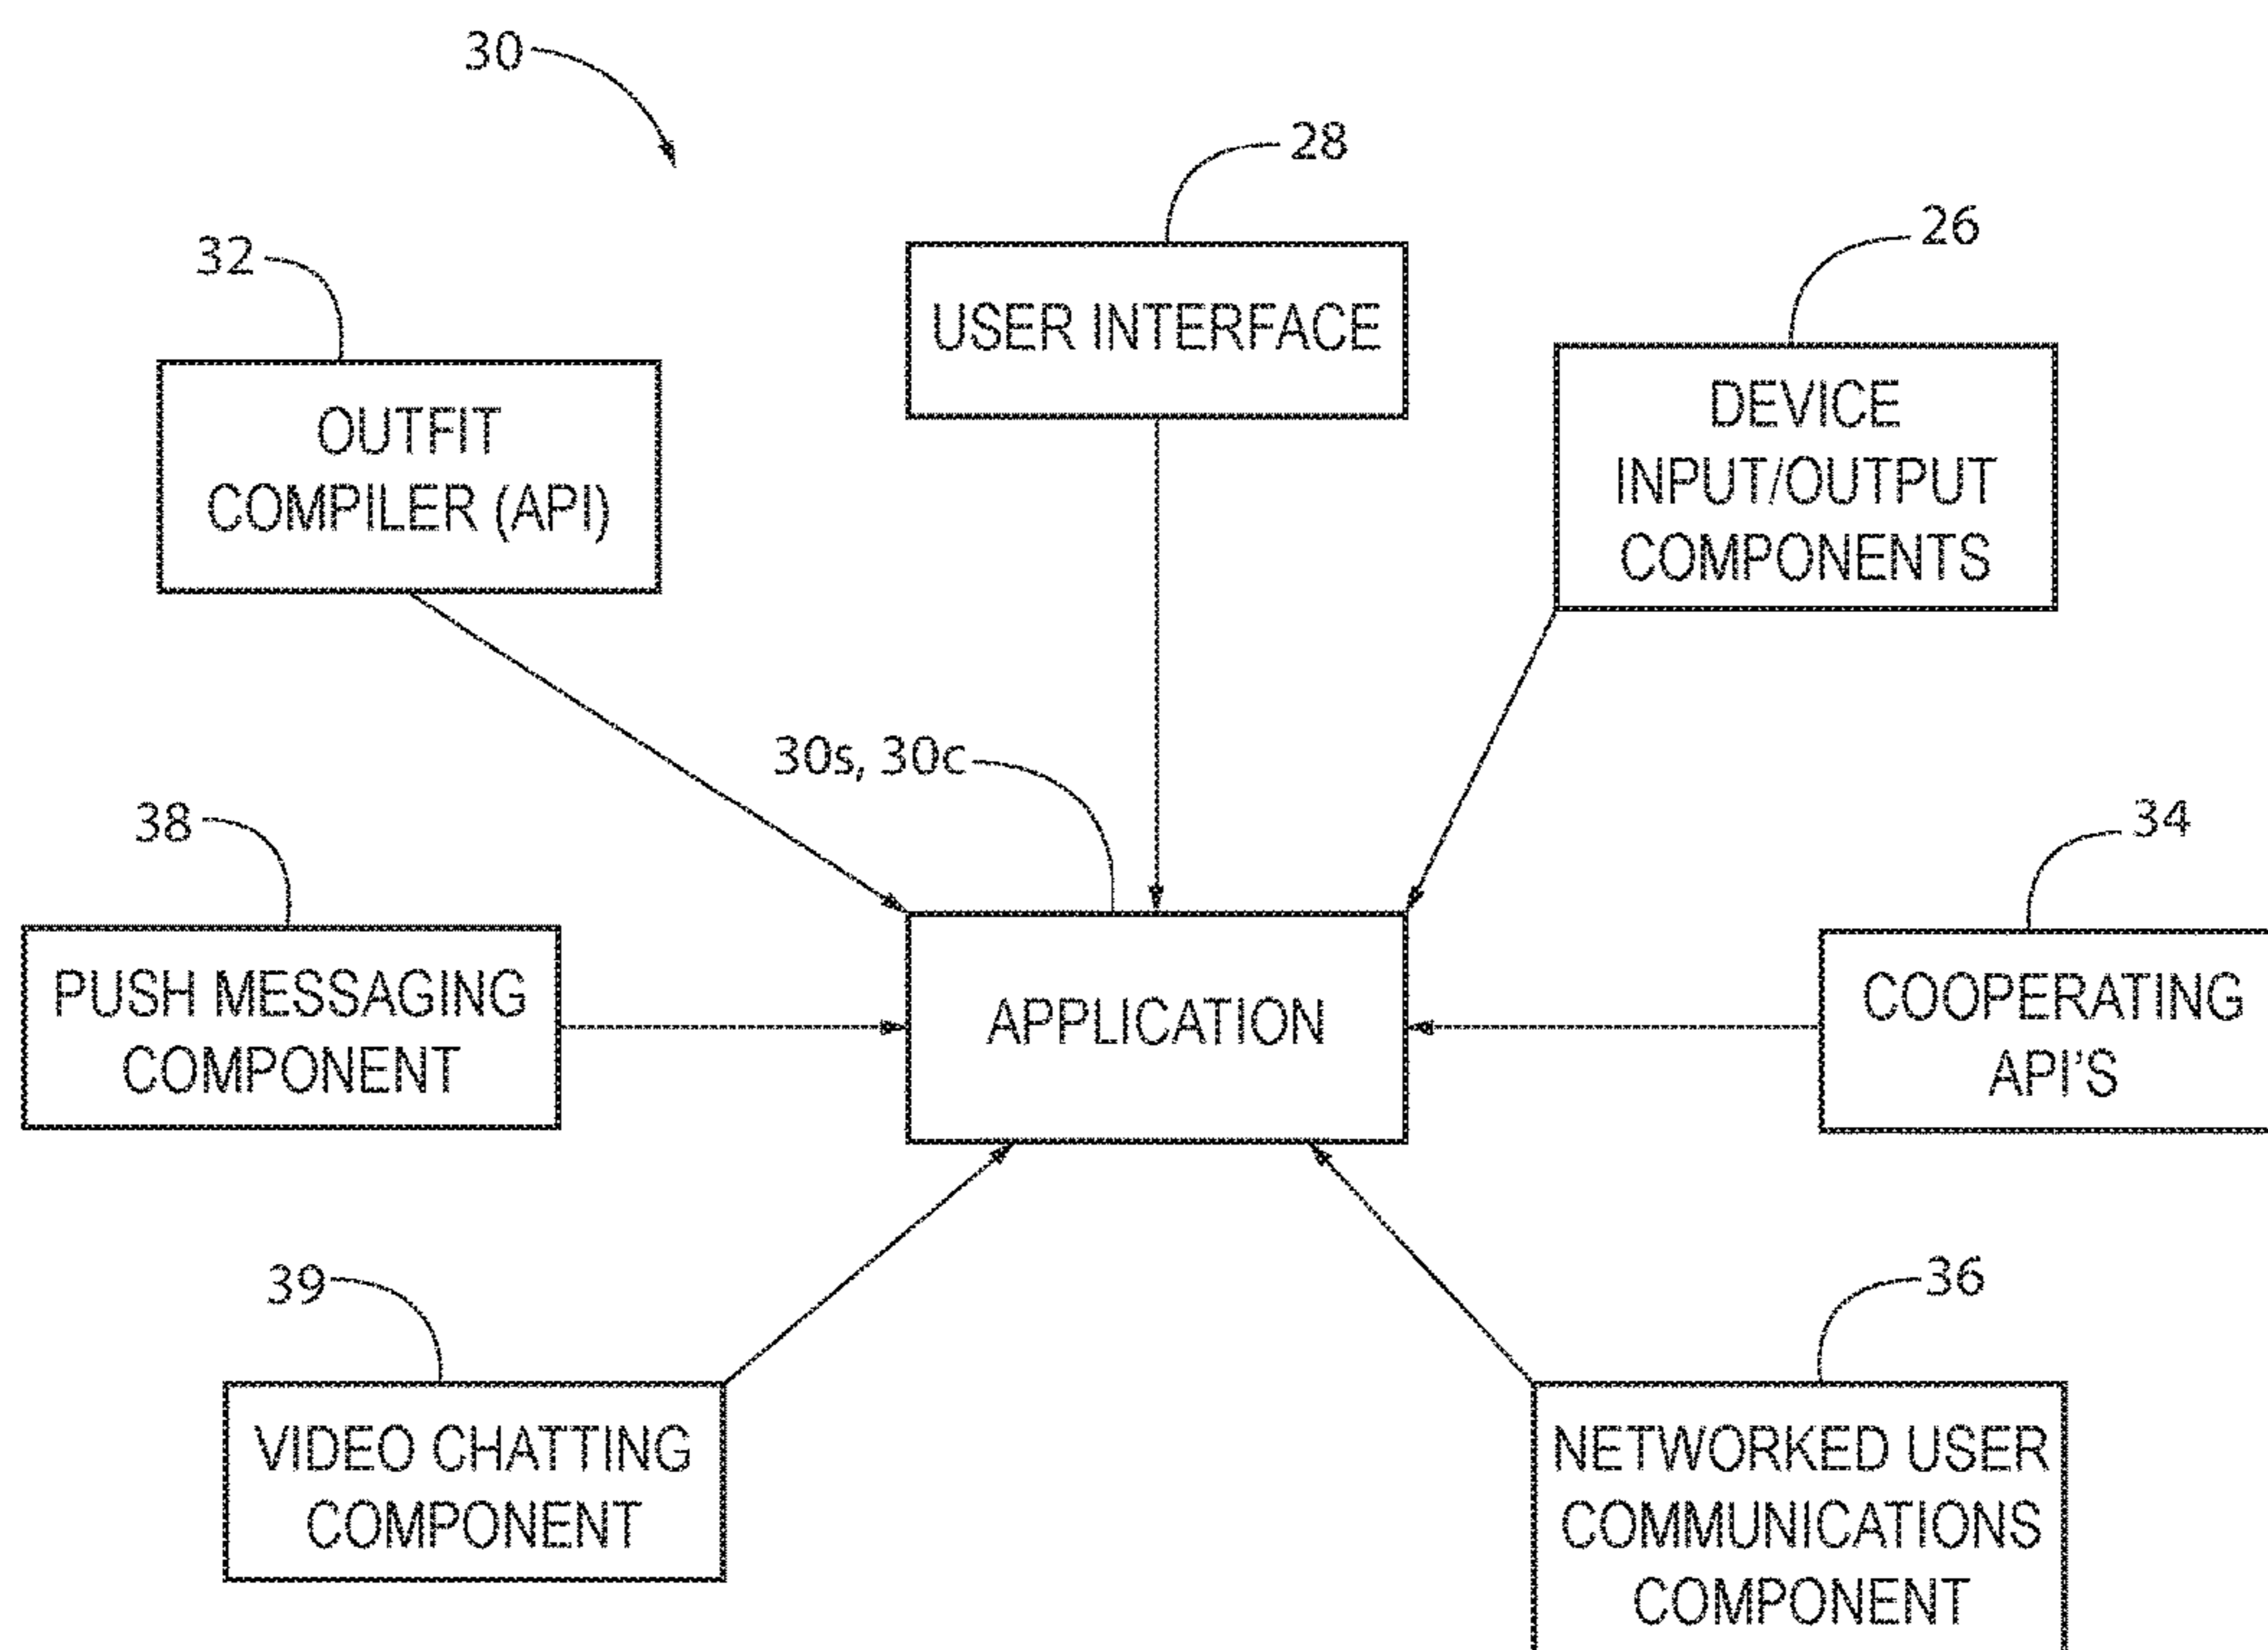 30
28
26
32
USER INTERFACE
DEVICE
INPUT/OUTPUT
COMPONENTS
OUTFIT
COMPILER (API)
30s, 30c
38
34
PUSH MESSAGING
COMPONENT
APPLICATION
COOPERATING
API'S
39
36
VIDEO CHATTING
COMPONENT
NETWORKED USER
COMMUNICATIONS
COMPONENT